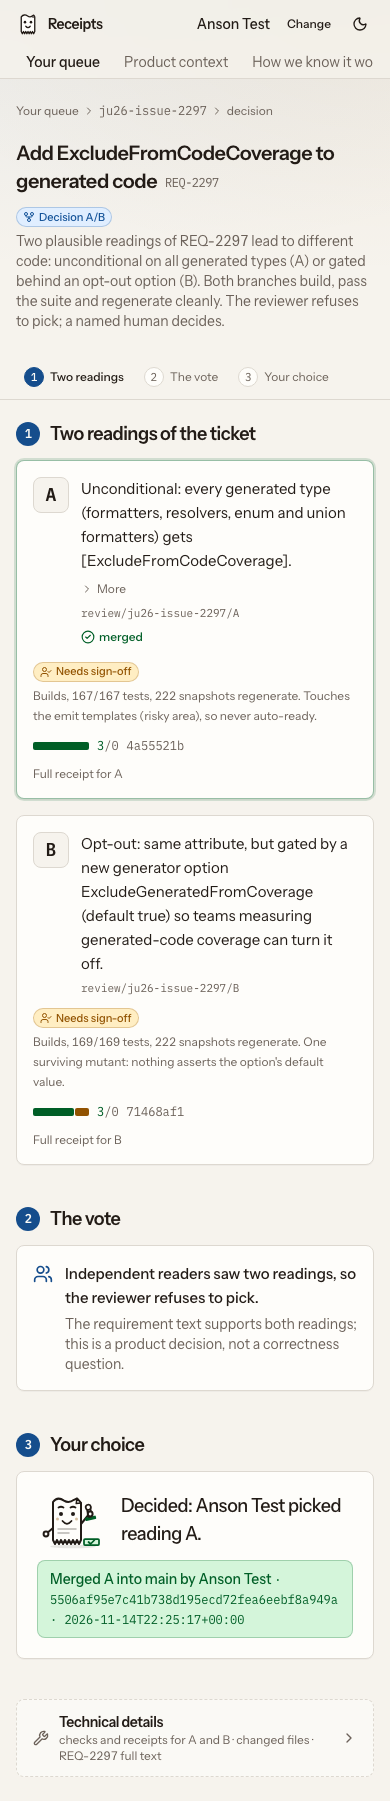 Receipts
Anson Test
Change
Your queue
Product context
How we know it wo
Your queue > ju26-issue-2297 > decision
Add ExcludeFromCodeCoverage to
generated code REQ-2297
Decision A/B
Two plausible readings of REQ-2297 lead to different
code: unconditional on all generated types (A) or gated
behind an opt-out option (B). Both branches build, pass
the suite and regenerate cleanly. The reviewer refuses
to pick; a named human decides.
1 Two readings
2 The vote
3 Your choice
1 Two readings of the ticket
A
Unconditional: every generated type
(formatters, resolvers, enum and union
formatters) gets
[ExcludeFromCodeCoverage].
> More
review/ju26-issue-2297/A
merged
Needs sign-off
Builds, 167/167 tests, 222 snapshots regenerate. Touches
the emit templates (risky area), so never auto-ready.
3/0 4a55521b
Full receipt for A
B
Opt-out: same attribute, but gated by a
new generator option
ExcludeGeneratedFromCoverage
(default true) so teams measuring
generated-code coverage can turn it
off.
review/ju26-issue-2297/B
Needs sign-off
Builds, 169/169 tests, 222 snapshots regenerate. One
surviving mutant: nothing asserts the option's default
value.
3/0 71468af1
Full receipt for B
2 The vote
Independent readers saw two readings, so
the reviewer refuses to pick.
The requirement text supports both readings;
this is a product decision, not a correctness
question.
3 Your choice
Decided: Anson Test picked
reading A.
Merged A into main by Anson Test ·
5506af95e7c41b738d195ecd72fea6eebf8a949a
· 2026-11-14T22:25:17+00:00
Technical details
checks and receipts for A and B · changed files ·
REQ-2297 full text